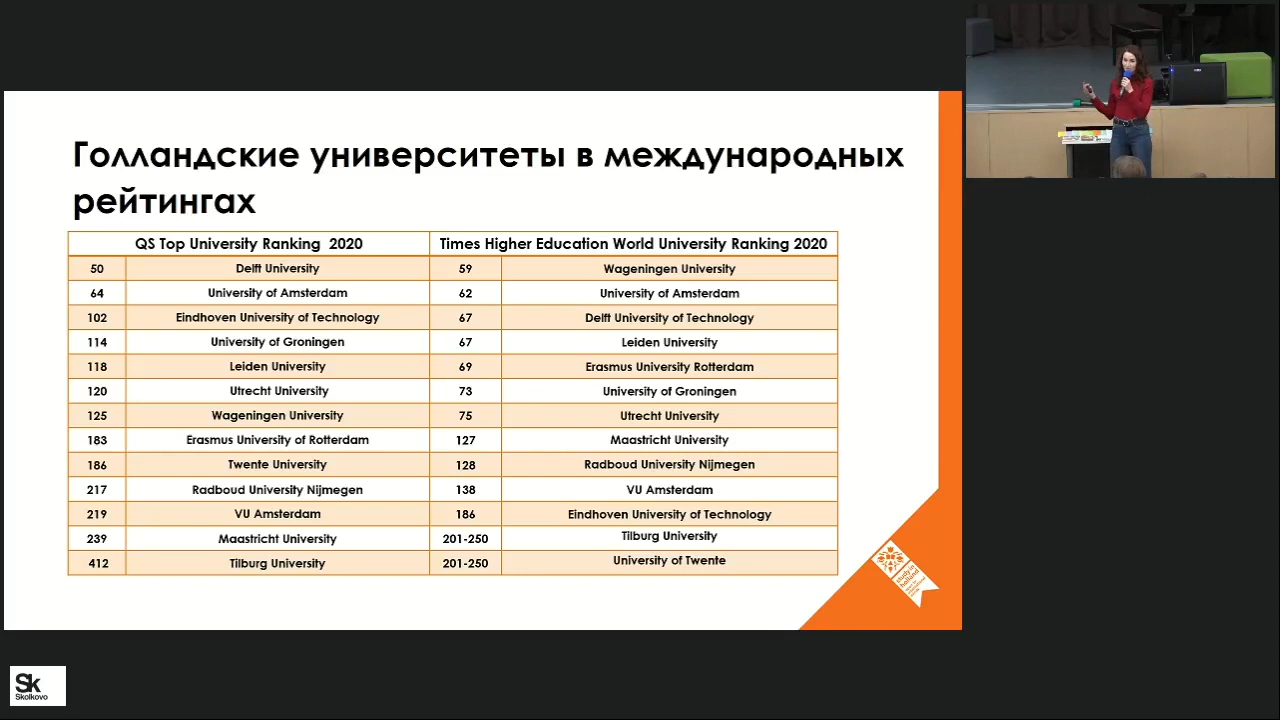 Голландские университеты в международных
рейтингах
QS Top University Ranking 2020 Times Higher Education World University Ranking 2020
50 Delft University 59 Wageningen University
64 University of Amsterdam 62 University of Amsterdam
102 Eindhoven University of Technology 67 Delft University of Technology
114 University of Groningen 67 Leiden University
118 Leiden University 69 Erasmus University Rotterdam
120 Utrecht University 73 University of Groningen
125 Wageningen University 75 Utrecht University
183 Erasmus University of Rotterdam 127 Maastricht University
186 Twente University 128 Radboud University Nijmegen
217 Radboud University Nijmegen 138 VU Amsterdam
219 VU Amsterdam 186 Eindhoven University of Technology
239 Maastricht University 201-250 Tilburg University
412 Tilburg University 201-250 University of Twente
study in
holland
Sk
Skolkovo